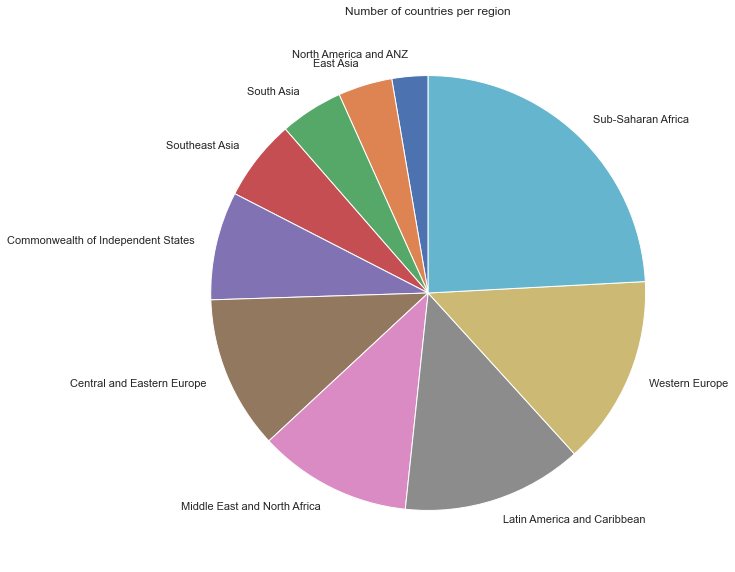 Number of countries per region
North America and ANZ
East Asia
South Asia
Sub-Saharan Africa
Southeast Asia
Commonwealth of Independent States
Central and Eastern Europe
Western Europe
Middle East and North Africa
Latin America and Caribbean